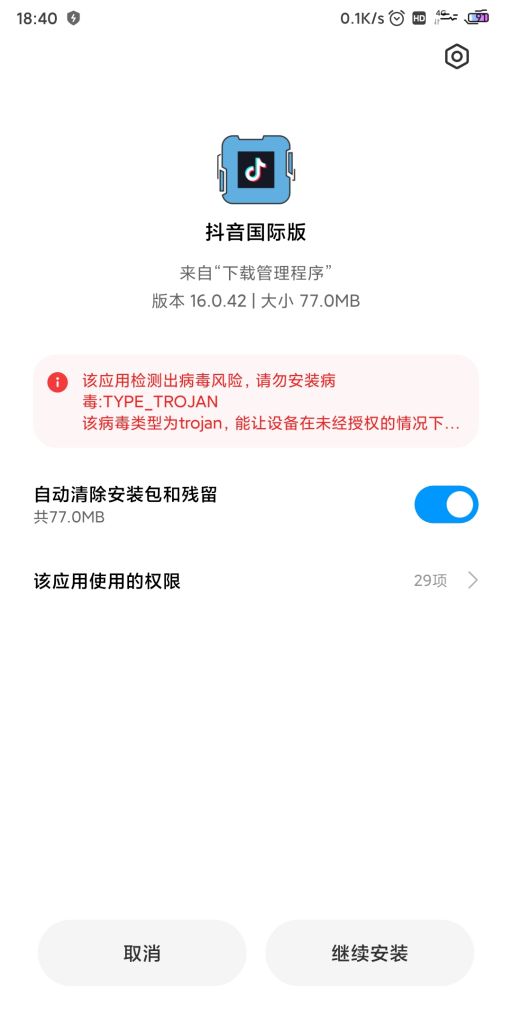 18:40
0.1K/s HD 4G 91
抖音国际版
来自“下载管理程序”
版本 16.0.42 | 大小 77.0MB
该应用检测出病毒风险, 请勿安装病
毒:TYPE_TROJAN
该病毒类型为trojan, 能让设备在未经授权的情况下...
自动清除安装包和残留
共77.0MB
该应用使用的权限
29项
取消
继续安装